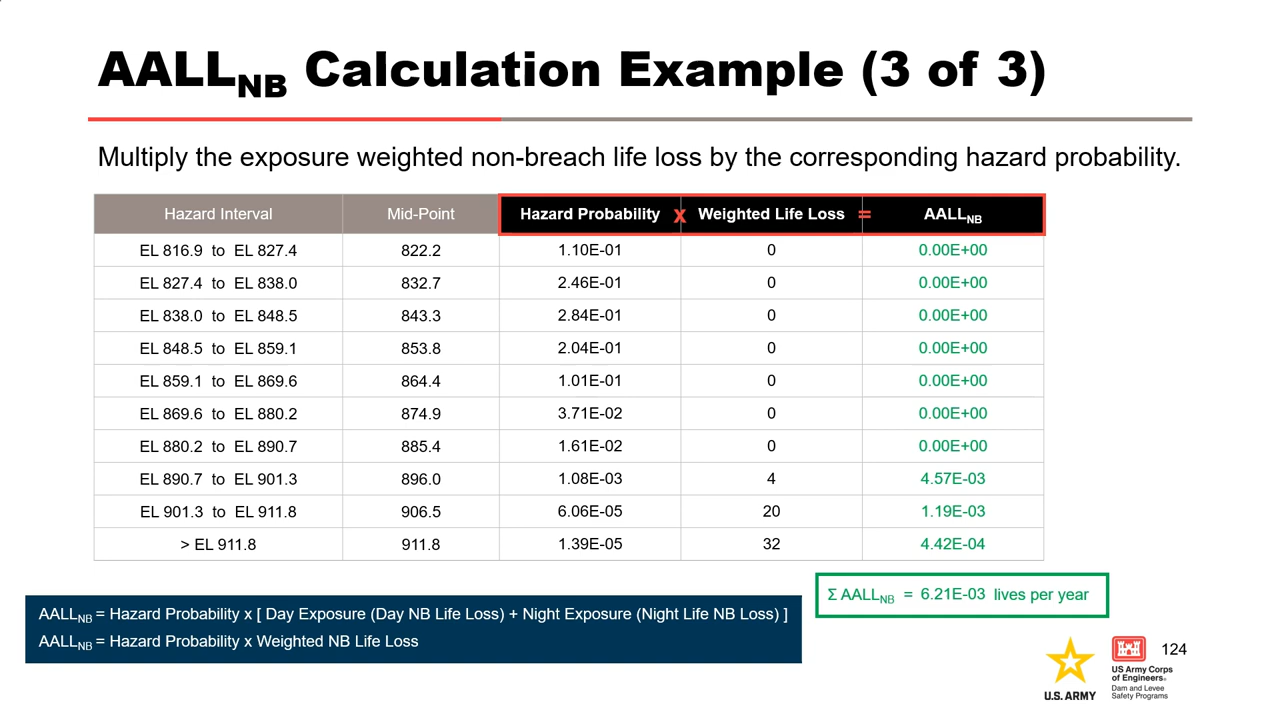 AALLNB Calculation Example (3 of 3)
Multiply the exposure weighted non-breach life loss by the corresponding hazard probability.
Hazard Interval Mid-Point Hazard Probability x Weighted Life Loss = AALLNB
EL 816.9 to EL 827.4 822.2 1.10E-01 0 0.00E+00
EL 827.4 to EL 838.0 832.7 2.46E-01 0 0.00E+00
EL 838.0 to EL 848.5 843.3 2.84E-01 0 0.00E+00
EL 848.5 to EL 859.1 853.8 2.04E-01 0 0.00E+00
EL 859.1 to EL 869.6 864.4 1.01E-01 0 0.00E+00
EL 869.6 to EL 880.2 874.9 3.71E-02 0 0.00E+00
EL 880.2 to EL 890.7 885.4 1.61E-02 0 0.00E+00
EL 890.7 to EL 901.3 896.0 1.08E-03 4 4.57E-03
EL 901.3 to EL 911.8 906.5 6.06E-05 20 1.19E-03
> EL 911.8 911.8 1.39E-05 32 4.42E-04
Σ AALLNB = 6.21E-03 lives per year
AALLNB = Hazard Probability x [ Day Exposure (Day NB Life Loss) + Night Exposure (Night Life NB Loss) ]
AALLNB = Hazard Probability x Weighted NB Life Loss
U.S. ARMY
US Army Corps
of Engineers®
Dam and Levee
Safety Programs
124